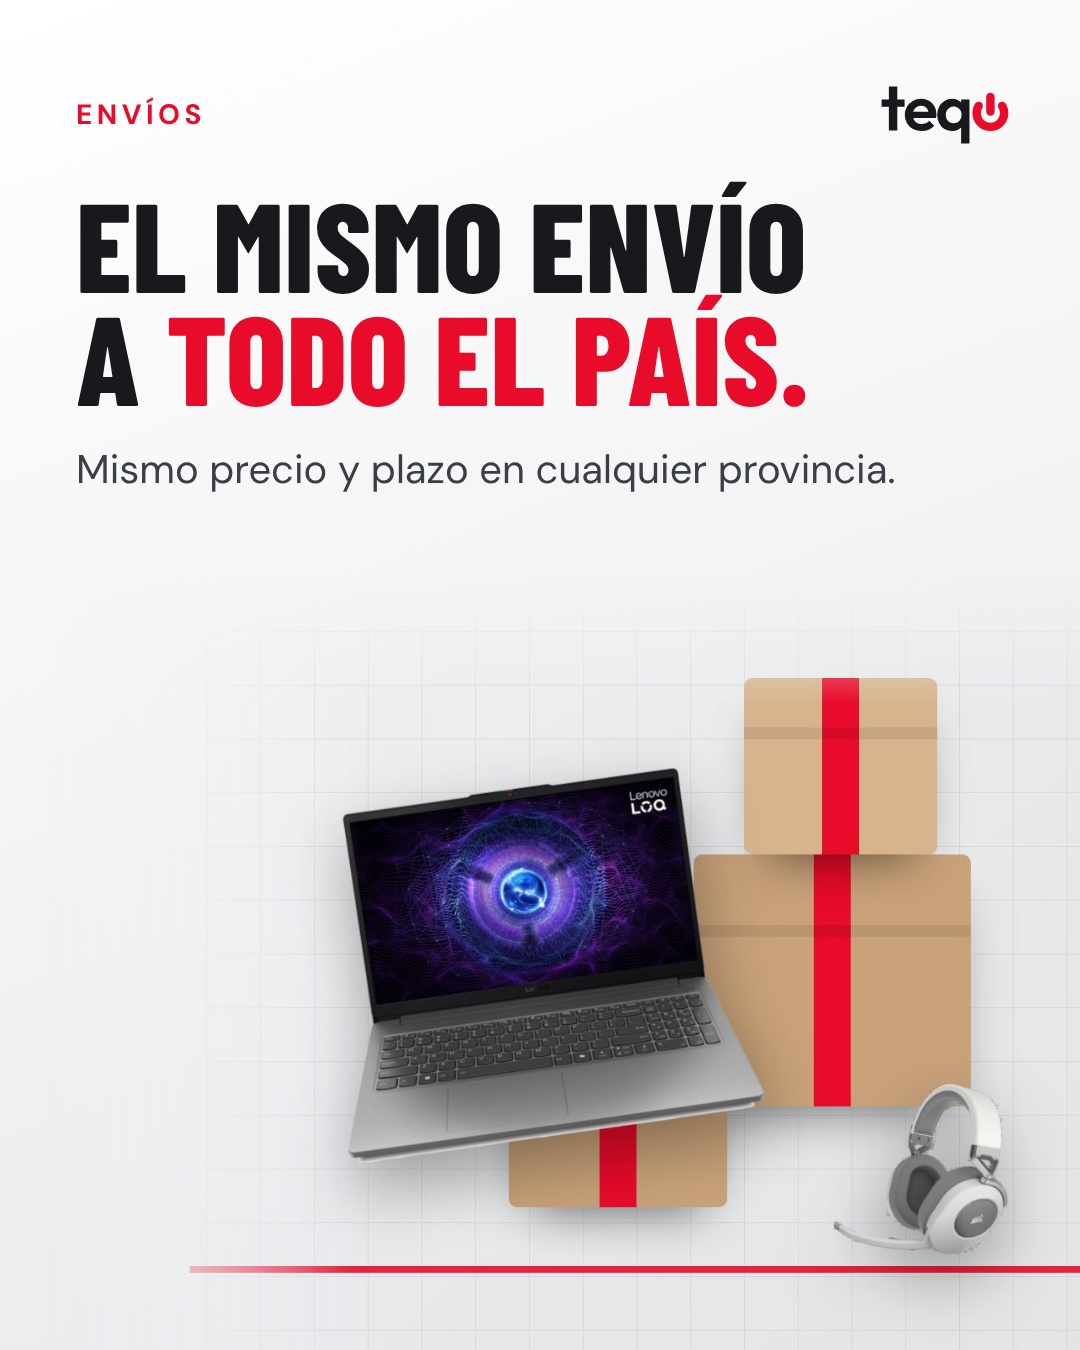 ENVÍOS
teqo
EL MISMO ENVÍO
A TODO EL PAÍS.
Mismo precio y plazo en cualquier provincia.
Lenovo
LOQ